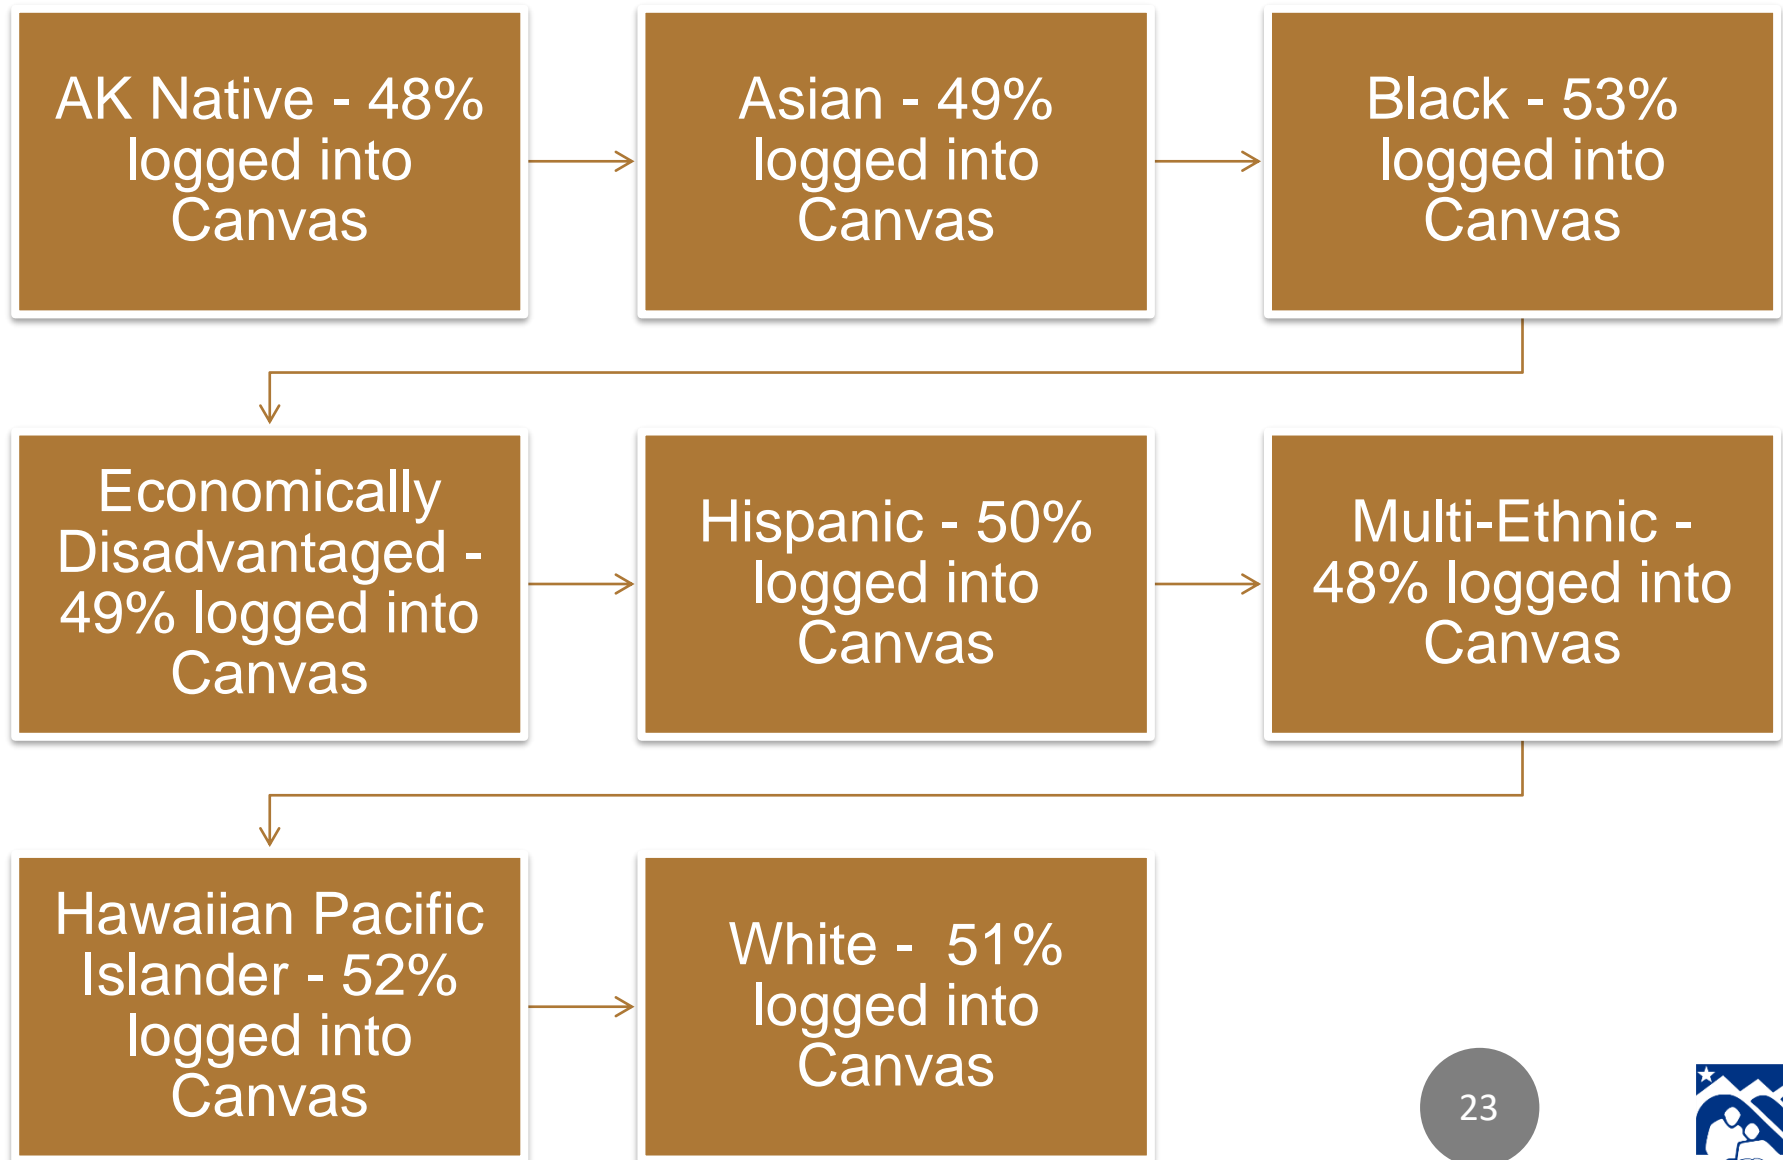 AK Native - 48%
logged into
Canvas
Asian - 49%
logged into
Canvas
Black - 53%
logged into
Canvas
Economically
Disadvantaged -
49% logged into
Canvas
Hispanic - 50%
logged into
Canvas
Multi-Ethnic -
48% logged into
Canvas
Hawaiian Pacific
Islander - 52%
logged into
Canvas
White -  51%
logged into
Canvas
23